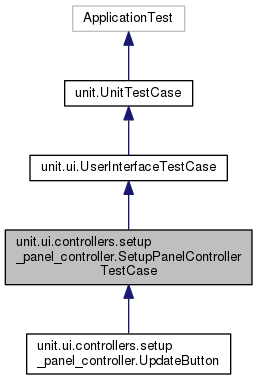 ApplicationTest
unit.UnitTestCase
unit.ui.UserInterfaceTestCase
unit.ui.controllers.setup
_panel_controller.SetupPanelController
TestCase
unit.ui.controllers.setup
_panel_controller.UpdateButton